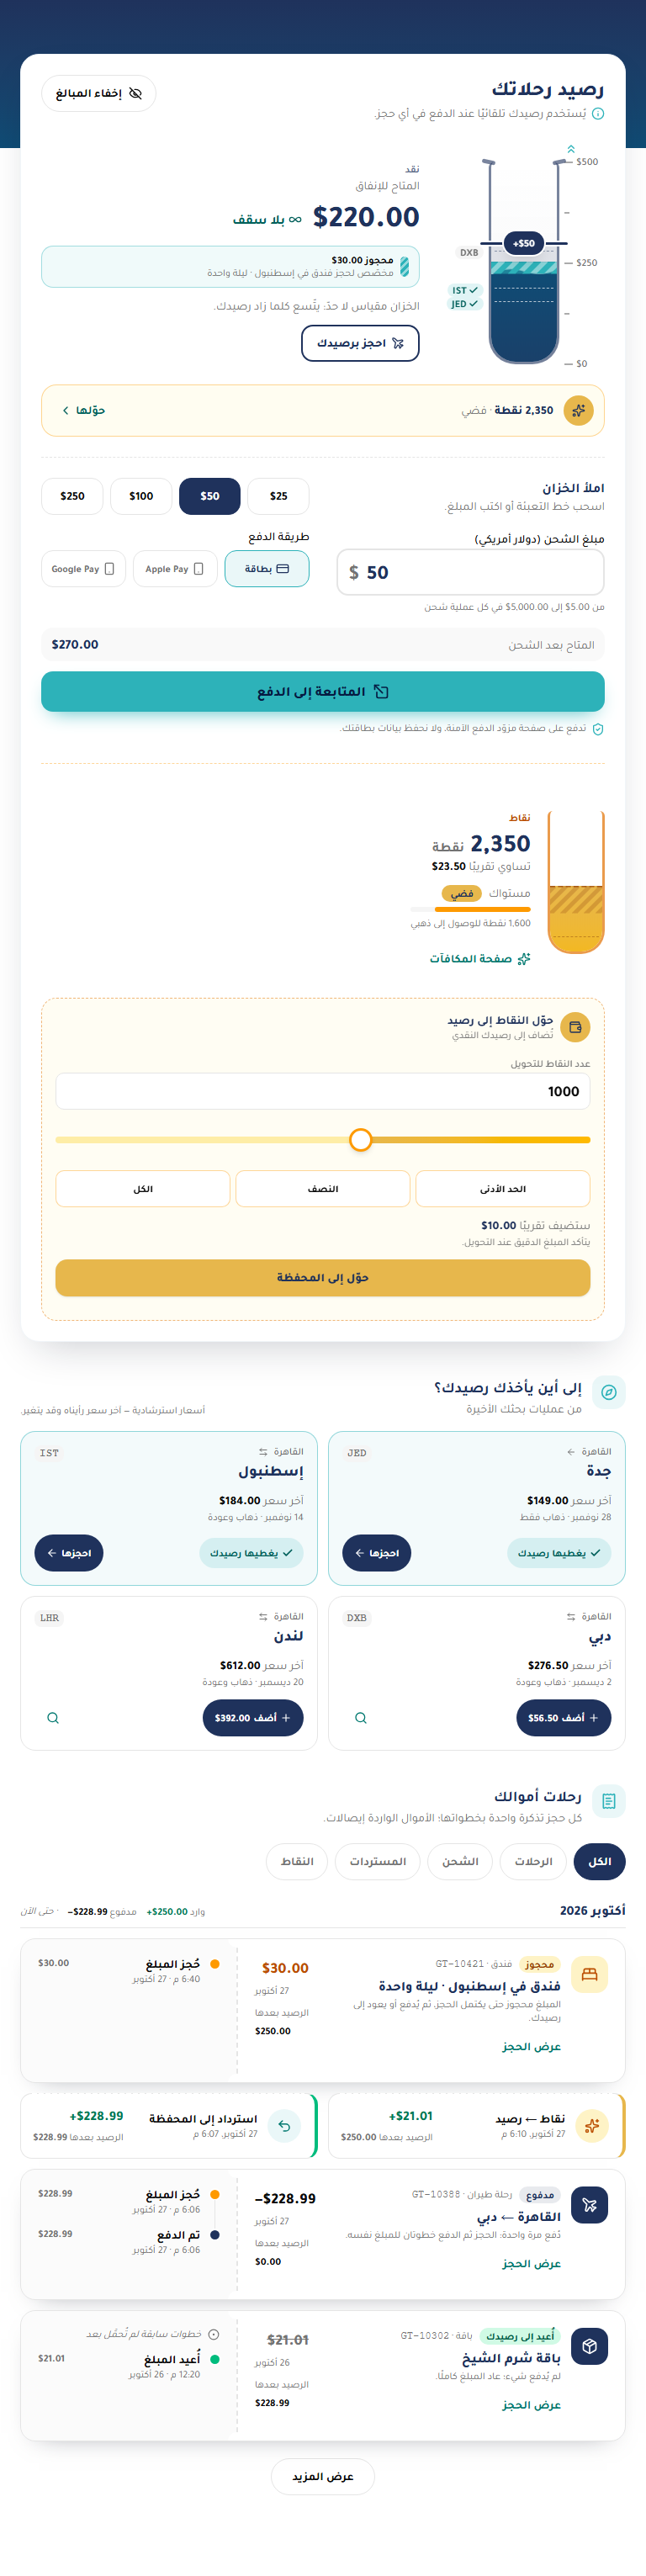 رصيد رحلاتك
إخفاء المبالغ
يُستخدم رصيدك تلقائيًا عند الدفع في أي حجز.
$500
$250
$0
+$50
DXB
IST
JED
نقد
المتاح للإنفاق
$220.00
∞ بلا سقف
محجوز $30.00
مخصّص لحجز فندق في إسطنبول · ليلة واحدة
الخزان مقياس لا حدّ: يتّسع كلما زاد رصيدك.
احجز برصيدك
2,350 نقطة · فضي
حوّلها
املأ الخزان
اسحب خط التعبئة أو اكتب المبلغ.
$25
$50
$100
$250
مبلغ الشحن (دولار أمريكي)
$ 50
من $5.00 إلى $5,000.00 في كل عملية شحن
طريقة الدفع
بطاقة
Apple Pay
Google Pay
المتاح بعد الشحن
$270.00
المتابعة إلى الدفع
تدفع على صفحة مزوّد الدفع الآمنة، ولا نحفظ بيانات بطاقتك.
نقاط
2,350 نقطة
تساوي تقريبًا $23.50
مستواك فضي
1,600 نقطة للوصول إلى ذهبي
صفحة المكافآت
حوّل النقاط إلى رصيد
تُضاف إلى رصيدك النقدي
عدد النقاط للتحويل
1000
الحد الأدنى
النصف
الكل
ستضيف تقريبًا $10.00
يتأكد المبلغ الدقيق عند التحويل.
حوّل إلى المحفظة
إلى أين يأخذك رصيدك؟
من عمليات بحثك الأخيرة
أسعار استرشادية — آخر سعر رأيناه وقد يتغير.
القاهرة ←
JED
جدة
آخر سعر $149.00
28 نوفمبر · ذهاب فقط
يغطيها رصيدك
احجزها ←
القاهرة ⇆
IST
إسطنبول
آخر سعر $184.00
14 نوفمبر · ذهاب وعودة
يغطيها رصيدك
احجزها ←
القاهرة ⇆
DXB
دبي
آخر سعر $276.50
2 ديسمبر · ذهاب وعودة
+ أضف $56.50
القاهرة ⇆
LHR
لندن
آخر سعر $612.00
20 ديسمبر · ذهاب وعودة
+ أضف $392.00
رحلات أموالك
كل حجز تذكرة واحدة بخطواتها؛ الأموال الواردة إيصالات.
الكل
الرحلات
الشحن
المستردات
النقاط
أكتوبر 2026
وارد +$250.00 مدفوع −$228.99 · حتى الآن
محجوز فندق · GT-10421
فندق في إسطنبول · ليلة واحدة
المبلغ محجوز حتى يكتمل الحجز، ثم يُدفع أو يعود إلى رصيدك.
عرض الحجز
$30.00
27 أكتوبر
الرصيد بعدها
$250.00
حُجز المبلغ
$30.00
6:40 م · 27 أكتوبر
نقاط ← رصيد
27 أكتوبر، 6:10 م
+$21.01
الرصيد بعدها $250.00
استرداد إلى المحفظة
27 أكتوبر، 6:07 م
+$228.99
الرصيد بعدها $228.99
مدفوع رحلة طيران · GT-10388
القاهرة ← دبي
دُفع مرة واحدة: الحجز ثم الدفع خطوتان للمبلغ نفسه.
عرض الحجز
−$228.99
27 أكتوبر
الرصيد بعدها
$0.00
حُجز المبلغ
$228.99
6:06 م · 27 أكتوبر
تم الدفع
$228.99
6:06 م · 27 أكتوبر
أُعيد إلى رصيدك باقة · GT-10302
باقة شرم الشيخ
لم يُدفع شيء؛ عاد المبلغ كاملًا.
عرض الحجز
$21.01
26 أكتوبر
الرصيد بعدها
$228.99
خطوات سابقة لم تُحمَّل بعد
أُعيد المبلغ
$21.01
12:20 م · 26 أكتوبر
عرض المزيد